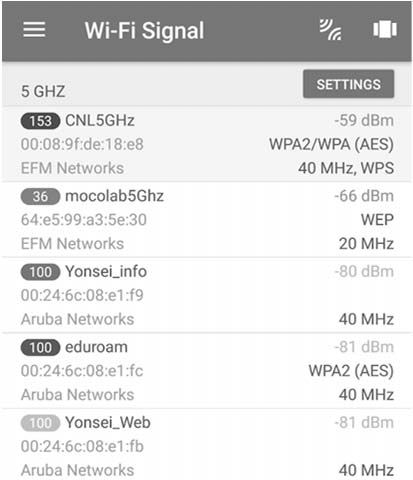 Wi-Fi Signal
5 GHZ SETTINGS
153 CNL5GHz -59 dBm
00:08:9f:de:18:e8 WPA2/WPA (AES)
EFM Networks 40 MHz, WPS
36 mocolab5Ghz -66 dBm
64:e5:99:a3:5e:30 WEP
EFM Networks 20 MHz
100 Yonsei_info -80 dBm
00:24:6c:08:e1:f9
Aruba Networks 40 MHz
100 eduroam -81 dBm
00:24:6c:08:e1:fc WPA2 (AES)
Aruba Networks 40 MHz
100 Yonsei_Web -81 dBm
00:24:6c:08:e1:fb
Aruba Networks 40 MHz